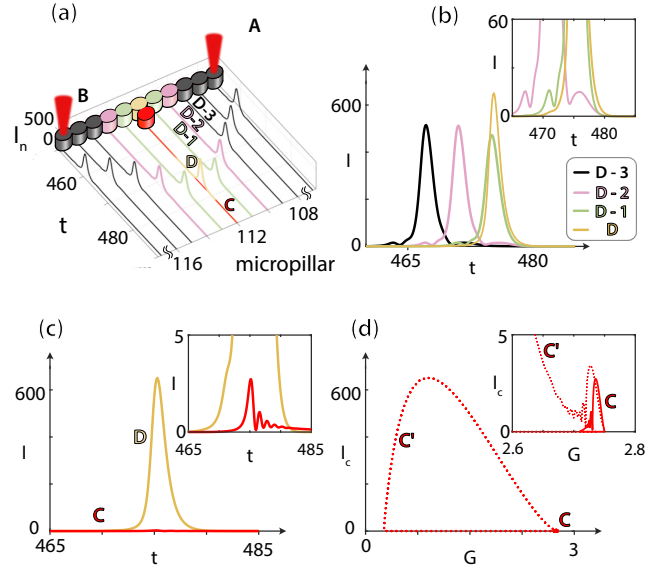 (a)
A
B
500
0
I_n
460
t
480
D-3
D-2
D-1
D
C
108
112
116
micropillar
(b)
600
I
0
465
t
480
60
I
0
470
t
480
D - 3
D - 2
D - 1
D
(c)
600
I
0
D
C
465
t
485
5
I
0
465
t
485
(d)
600
I_c
0
C'
C
0
G
3
5
I_c
0
C'
C
2.6
G
2.8